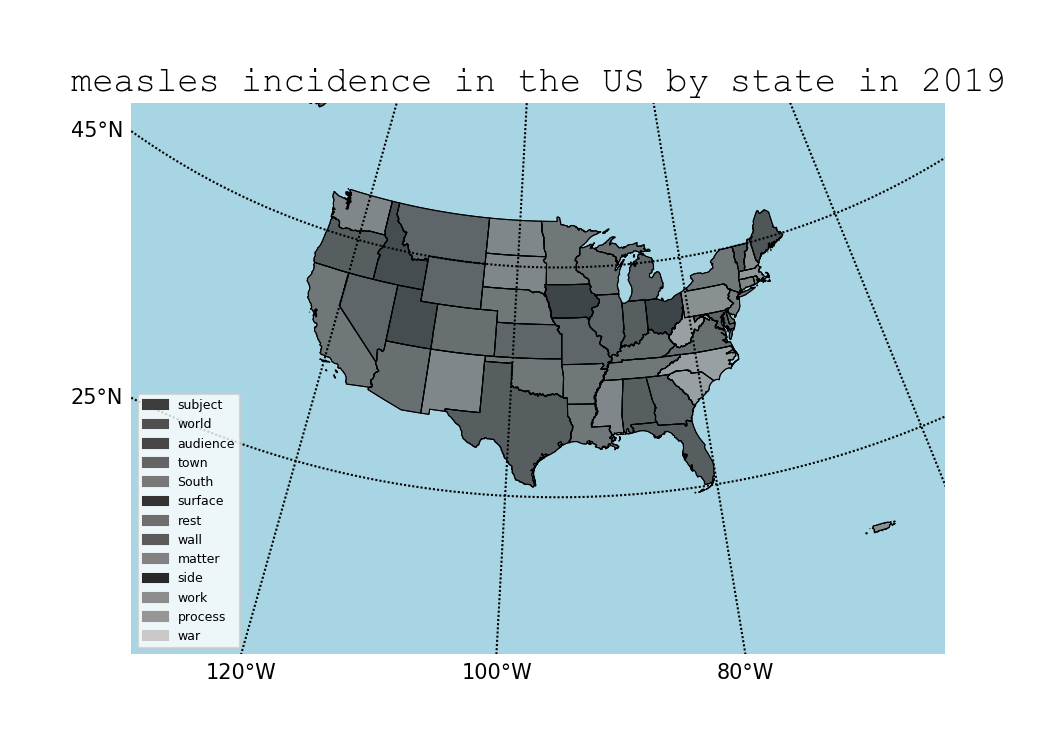 measles incidence in the US by state in 2019
45°N
25°N
subject
world
audience
town
South
surface
rest
wall
matter
side
work
process
war
120°W
100°W
80°W